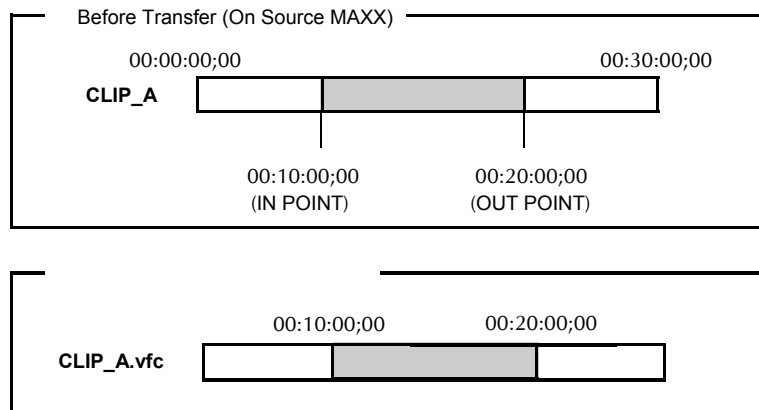 Before Transfer (On Source MAXX)
00:00:00;00 00:30:00;00
CLIP_A
00:10:00;00 00:20:00;00
(IN POINT) (OUT POINT)
00:10:00;00 00:20:00;00
CLIP_A.vfc